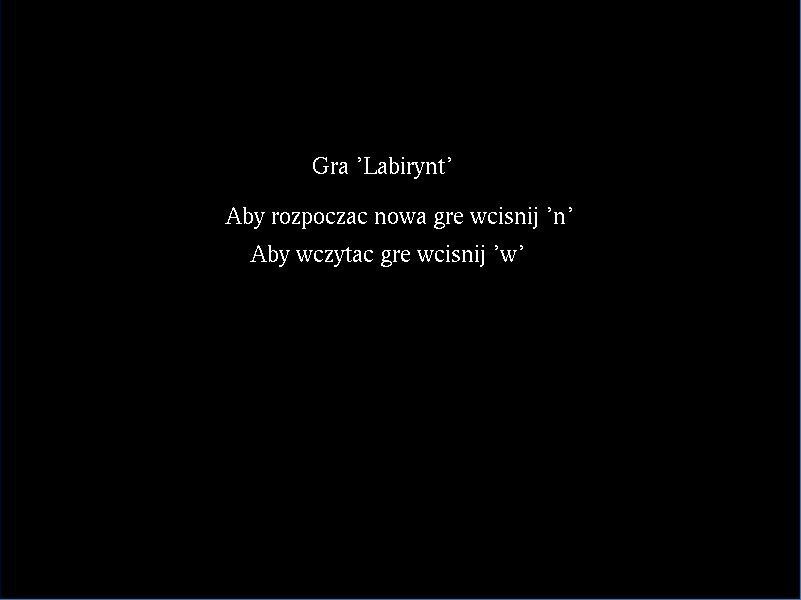 Gra ’Labirynt’
Aby rozpoczac nowa gre wcisnij ’n’
Aby wczytac gre wcisnij ’w’